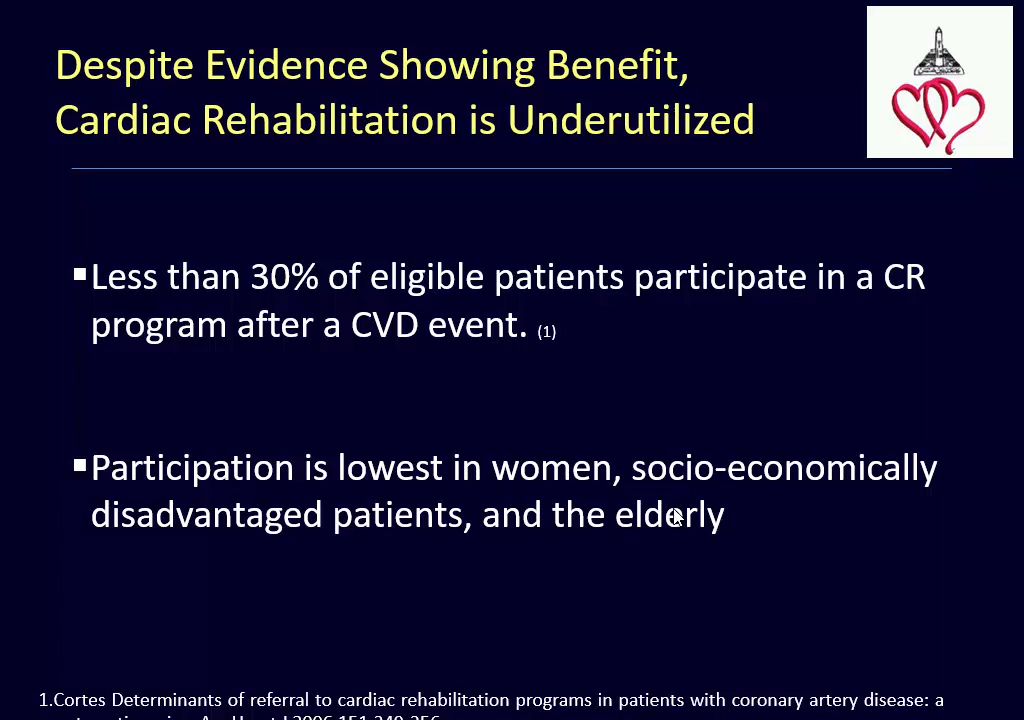 Despite Evidence Showing Benefit,
Cardiac Rehabilitation is Underutilized
▪Less than 30% of eligible patients participate in a CR
program after a CVD event. (1)
▪Participation is lowest in women, socio-economically
disadvantaged patients, and the elderly
1.Cortes Determinants of referral to cardiac rehabilitation programs in patients with coronary artery disease: a